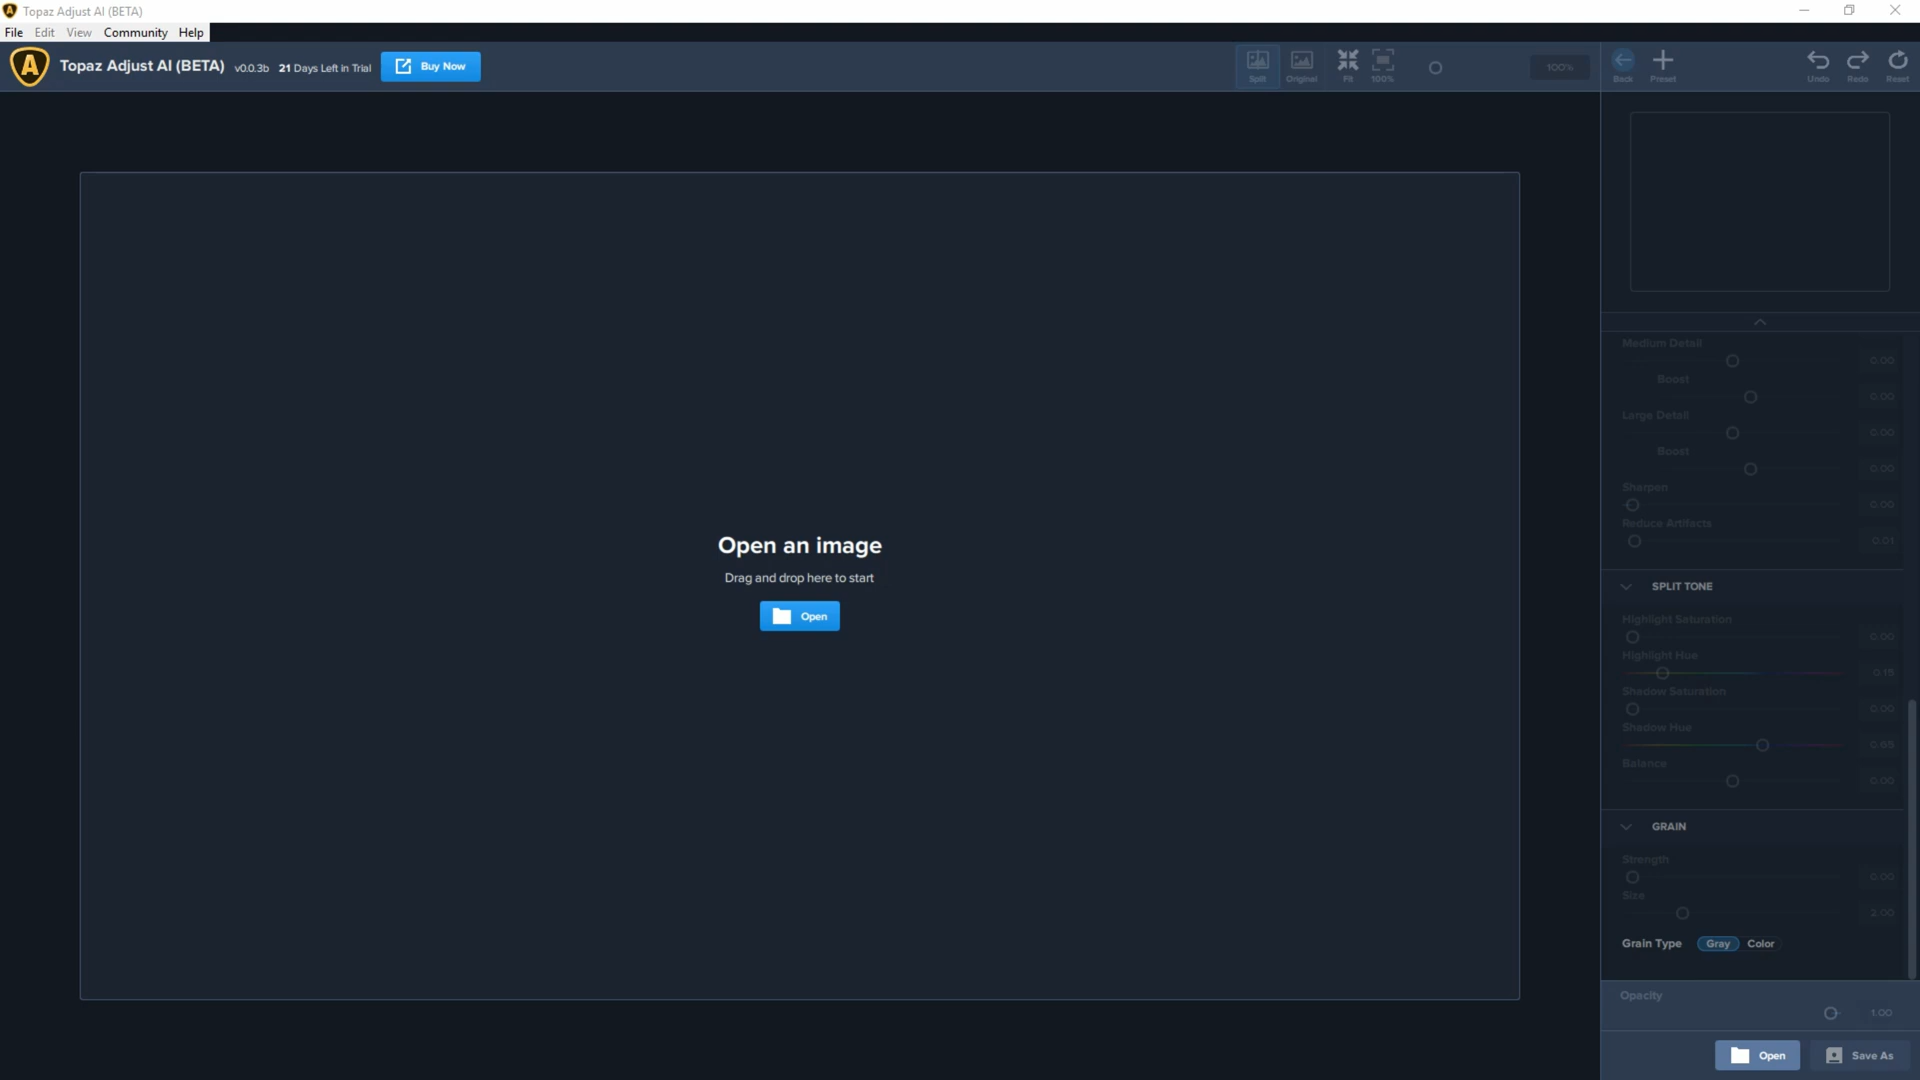 Topaz Adjust AI (BETA)
File Edit View Community Help
Topaz Adjust AI (BETA) v0.0.3b 21 Days Left in Trial Buy Now
Split Original Fit 100% 100% Back Preset Undo Redo Reset
Medium Detail
0.00
Boost
0.00
Large Detail
0.00
Boost
0.00
Sharpen
0.00
Reduce Artifacts
0.01
SPLIT TONE
Highlight Saturation
0.00
Highlight Hue
0.15
Shadow Saturation
0.00
Shadow Hue
0.65
Balance
0.00
GRAIN
Strength
0.00
Size
2.00
Grain Type Gray Color
Opacity
1.00
Open Save As
Open an image
Drag and drop here to start
Open